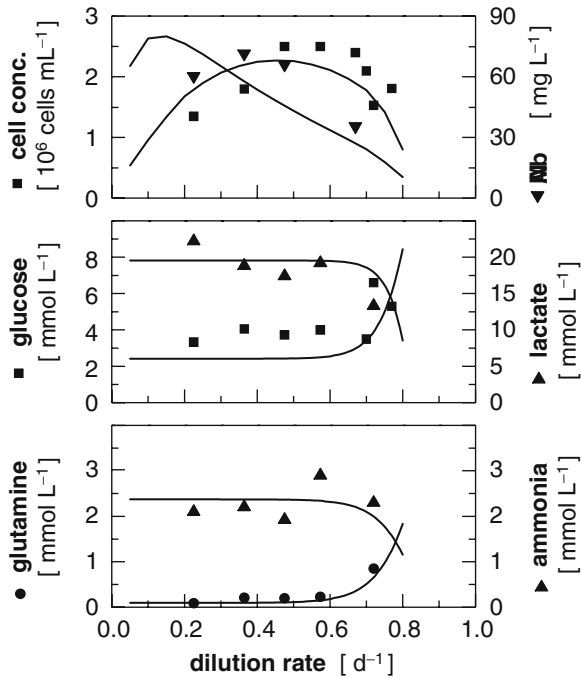 ■ cell conc.
[ 10⁶ cells mL⁻¹ ]
3
2
1
0
90
60
30
0
[ mg L⁻¹ ]
▼
■ glucose
[ mmol L⁻¹ ]
8
6
4
2
0
20
15
10
5
0
▲ lactate
[ mmol L⁻¹ ]
● glutamine
[ mmol L⁻¹ ]
3
2
1
0
3
2
1
0
▲ ammonia
[ mmol L⁻¹ ]
0.0 0.2 0.4 0.6 0.8 1.0
dilution rate [ d⁻¹ ]